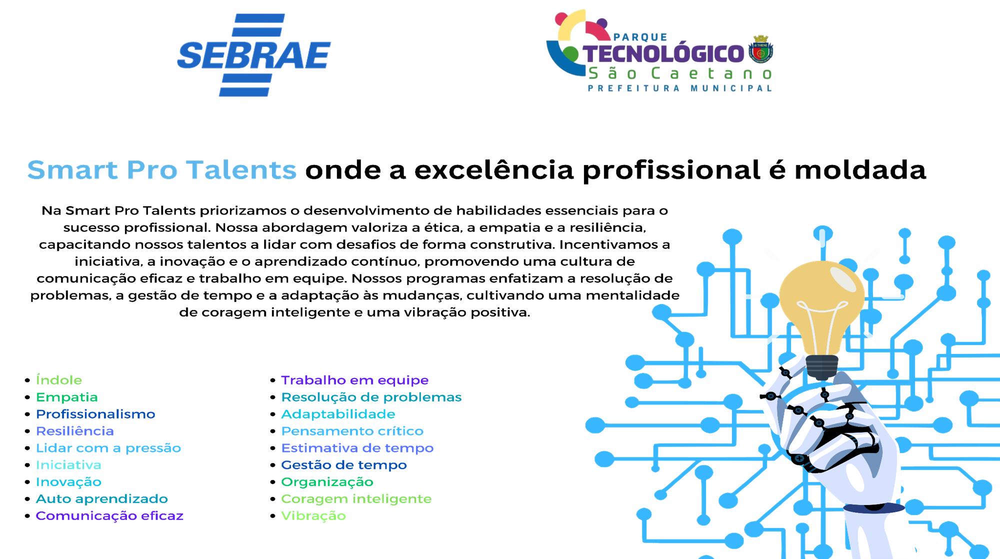 SEBRAE
PARQUE
TECNOLÓGICO
São Caetano
PREFEITURA MUNICIPAL
Smart Pro Talents onde a excelência profissional é moldada
Na Smart Pro Talents priorizamos o desenvolvimento de habilidades essenciais para o
sucesso profissional. Nossa abordagem valoriza a ética, a empatia e a resiliência,
capacitando nossos talentos a lidar com desafios de forma construtiva. Incentivamos a
iniciativa, a inovação e o aprendizado contínuo, promovendo uma cultura de
comunicação eficaz e trabalho em equipe. Nossos programas enfatizam a resolução de
problemas, a gestão de tempo e a adaptação às mudanças, cultivando uma mentalidade
de coragem inteligente e uma vibração positiva.
• Índole
• Empatia
• Profissionalismo
• Resiliência
• Lidar com a pressão
• Iniciativa
• Inovação
• Auto aprendizado
• Comunicação eficaz
• Trabalho em equipe
• Resolução de problemas
• Adaptabilidade
• Pensamento crítico
• Estimativa de tempo
• Gestão de tempo
• Organização
• Coragem inteligente
• Vibração